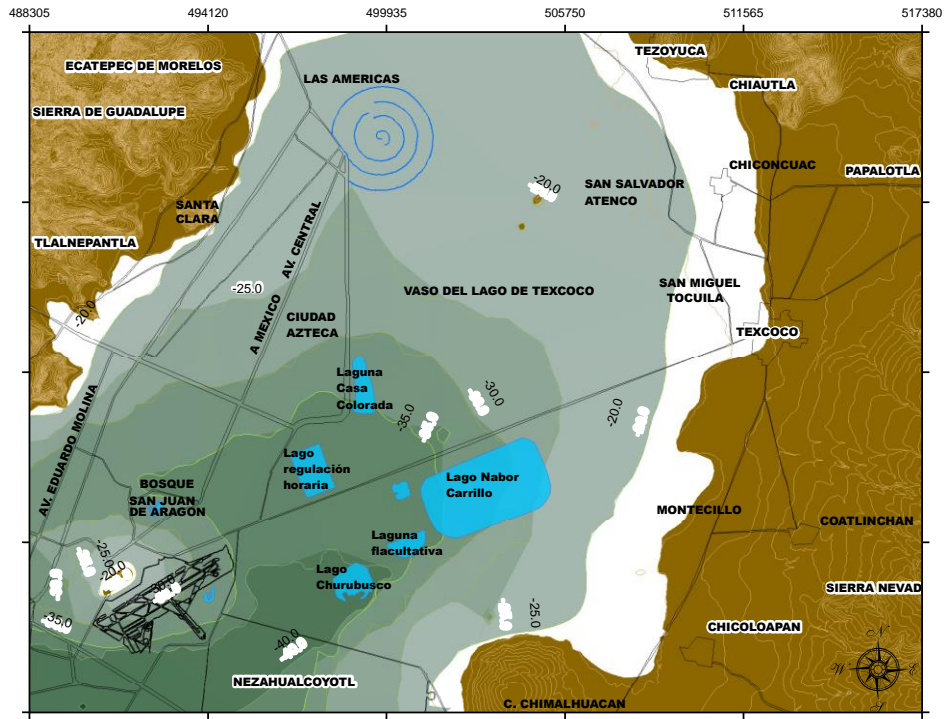 488305 494120 499935 505750 511565 517380
TEZOYUCA
ECATEPEC DE MORELOS
LAS AMERICAS
CHIAUTLA
SIERRA DE GUADALUPE
CHICONCUAC
PAPALOTLA
-20.0
SAN SALVADOR
ATENCO
SANTA
CLARA
AV. CENTRAL
TLALNEPANTLA
-25.0
VASO DEL LAGO DE TEXCOCO
SAN MIGUEL
TOCUILA
-20.0
A MEXICO
CIUDAD
AZTECA
TEXCOCO
Laguna
Casa
Colorada
-30.0
-35.0
-20.0
AV. EDUARDO MOLINA
Lago
regulación
horaria
Lago Nabor
Carrillo
BOSQUE
SAN JUAN
DE ARAGON
MONTECILLO
COATLINCHAN
Laguna
flacultativa
-25.0
-20.0
-30.0
Lago
Churubusco
SIERRA NEVAD
-25.0
-35.0
CHICOLOAPAN
N
-40.0
W
E
NEZAHUALCOYOTL
C. CHIMALHUACAN